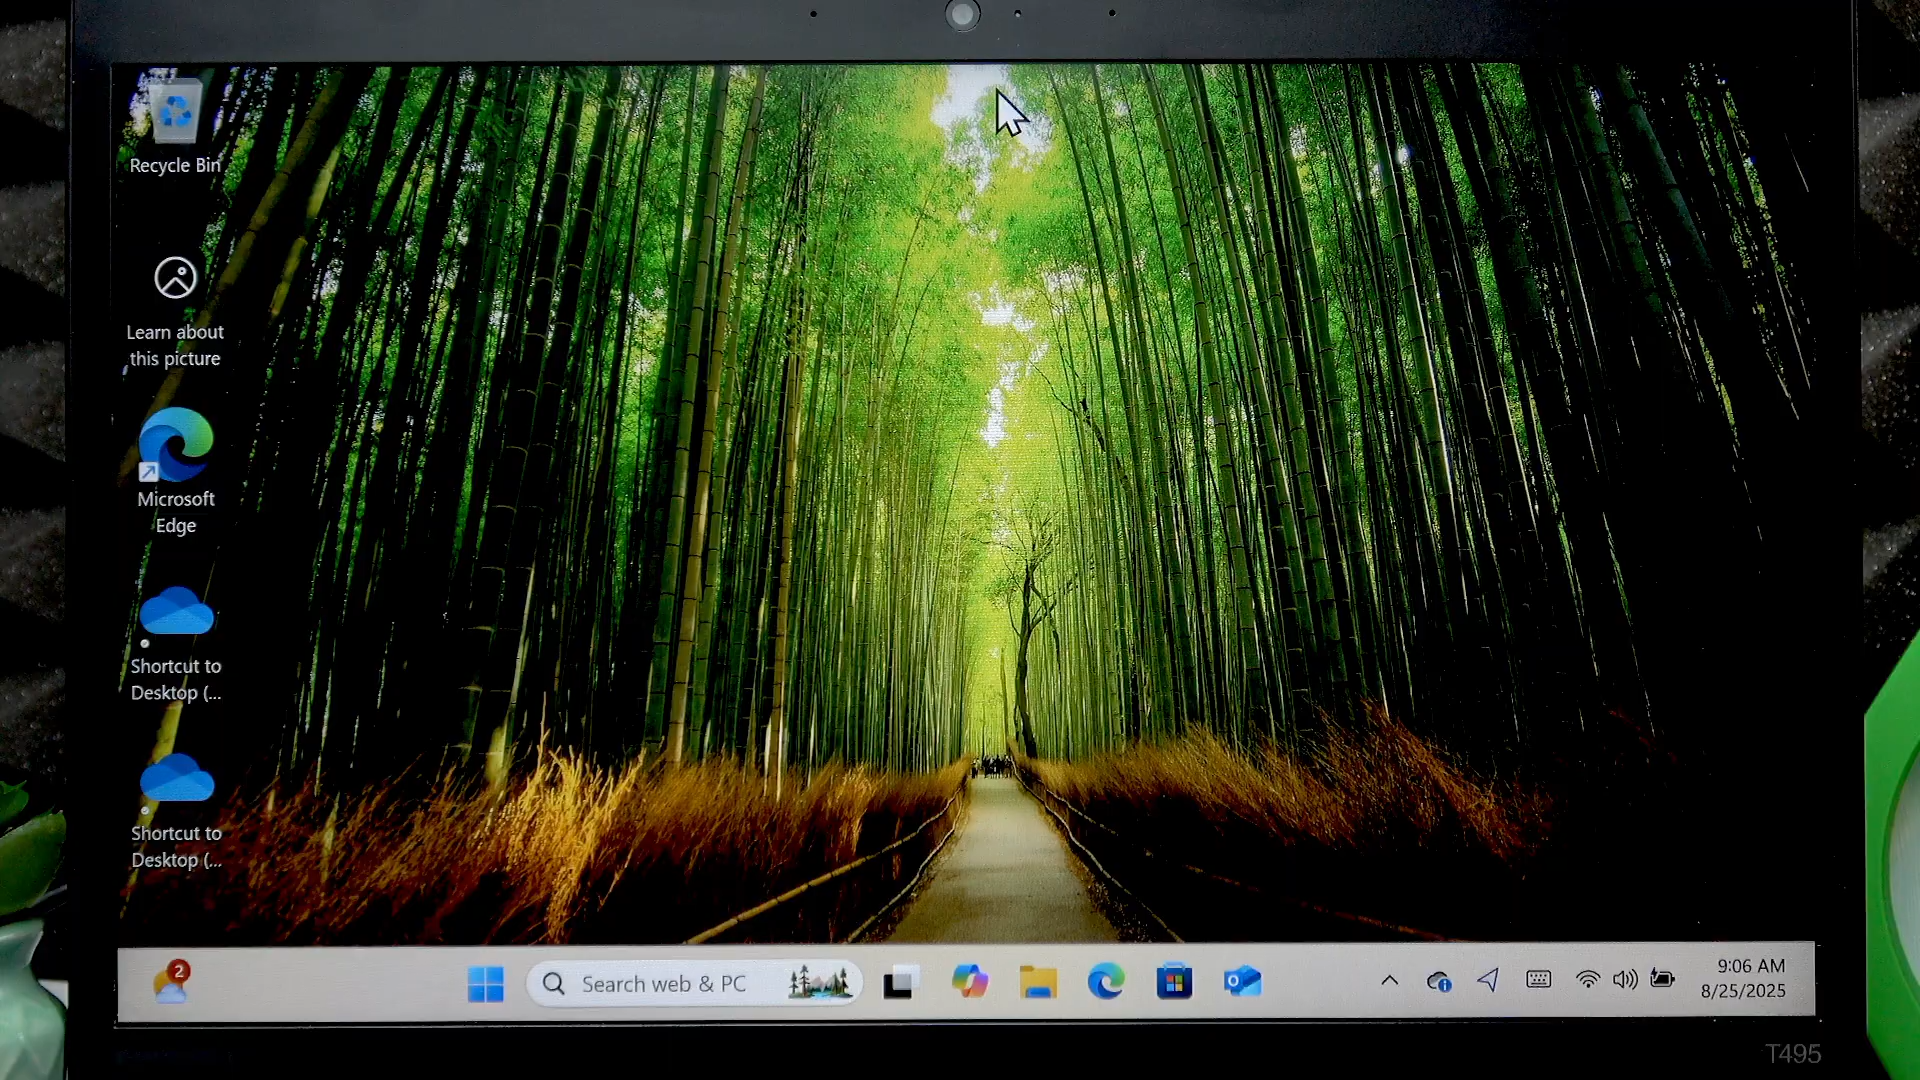 Recycle Bin
Learn about
this picture
Microsoft
Edge
Shortcut to
Desktop (...
Shortcut to
Desktop (...
2
Search web & PC
9:06 AM
8/25/2025
T495